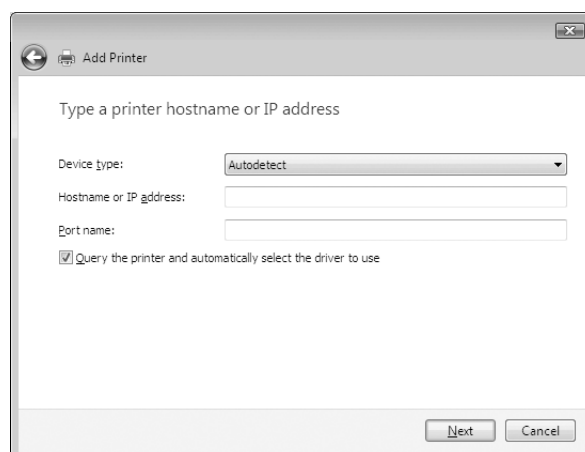 Add Printer
Type a printer hostname or IP address
Device type: Autodetect
Hostname or IP address:
Port name:
Query the printer and automatically select the driver to use
Next Cancel